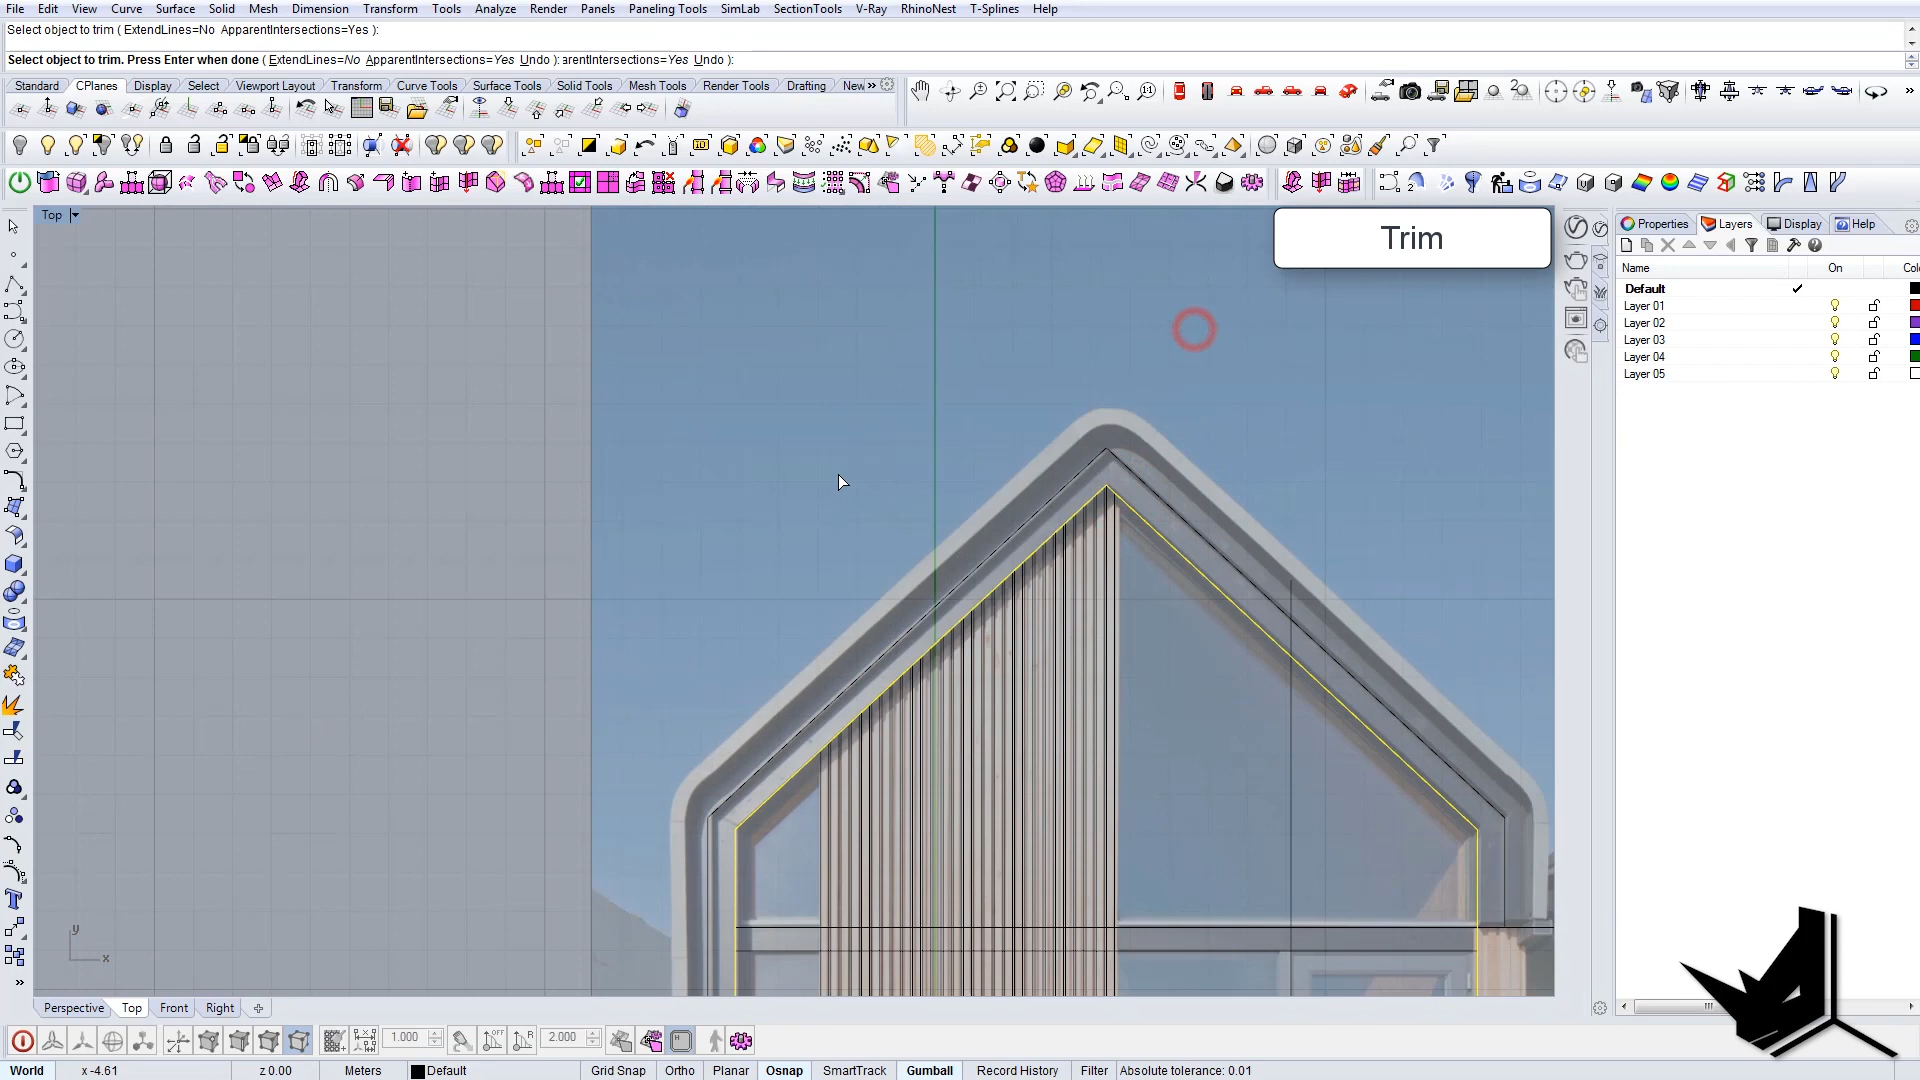 File Edit View Curve Surface Solid Mesh Dimension Transform Tools Analyze Render Panels Paneling Tools SimLab SectionTools V-Ray RhinoNest T-Splines Help
Select object to trim ( ExtendLines=No ApparentIntersections=Yes ):
Select object to trim. Press Enter when done ( ExtendLines=No ApparentIntersections=Yes Undo ): arentIntersections=Yes Undo ):
Standard CPlanes Display Select Viewport Layout Transform Curve Tools Surface Tools Solid Tools Mesh Tools Render Tools Drafting New
Top
Trim
Properties Layers Display Help
Name On Colo
Default
Layer 01
Layer 02
Layer 03
Layer 04
Layer 05
y
x
Perspective Top Front Right
1.000 2.000
World x -4.61 z 0.00 Meters Default Grid Snap Ortho Planar Osnap SmartTrack Gumball Record History Filter Absolute tolerance: 0.01